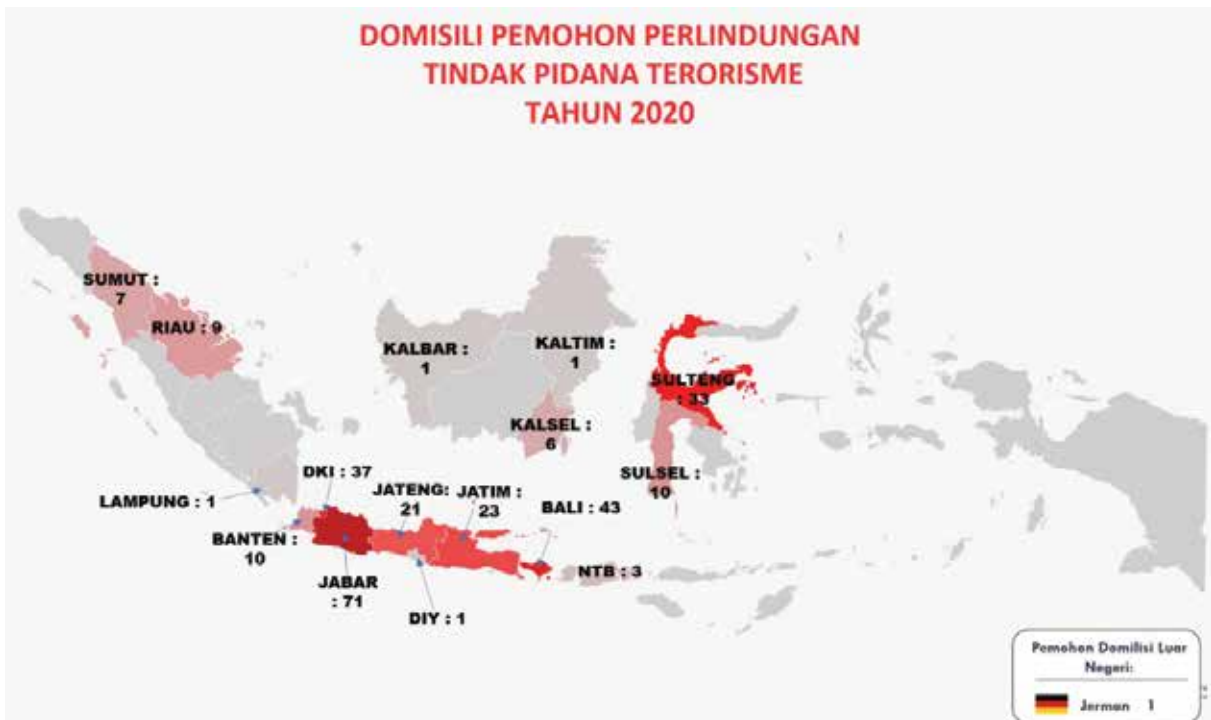 DOMISILI PEMOHON PERLINDUNGAN
TINDAK PIDANA TERORISME
TAHUN 2020
SUMUT :
7
RIAU : 9
KALBAR :
1
KALTIM :
1
SULTENG
: 33
KALSEL :
6
SULSEL :
10
LAMPUNG : 1
DKI : 37
JATENG:
21
JATIM :
23
BALI : 43
BANTEN :
10
JABAR
: 71
DIY : 1
NTB : 3
Pemohon Domilisi Luar
Negeri:
Jerman 1